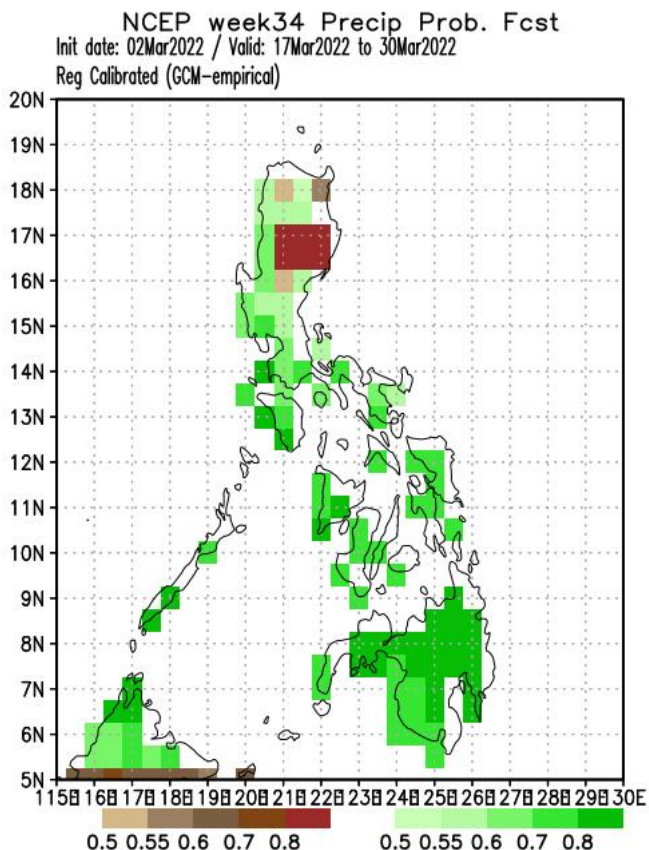 NCEP week34 Precip Prob. Fcst
Init date: 02Mar2022 / Valid: 17Mar2022 to 30Mar2022
Reg Calibrated (GCM-empirical)
20N
19N
18N
17N
16N
15N
14N
13N
12N
11N
10N
9N
8N
7N
6N
5N
115E 116E 117E 118E 119E 120E 121E 122E 123E 124E 125E 126E 127E 128E 129E 130E
0.5 0.55 0.6 0.7 0.8 0.5 0.55 0.6 0.7 0.8